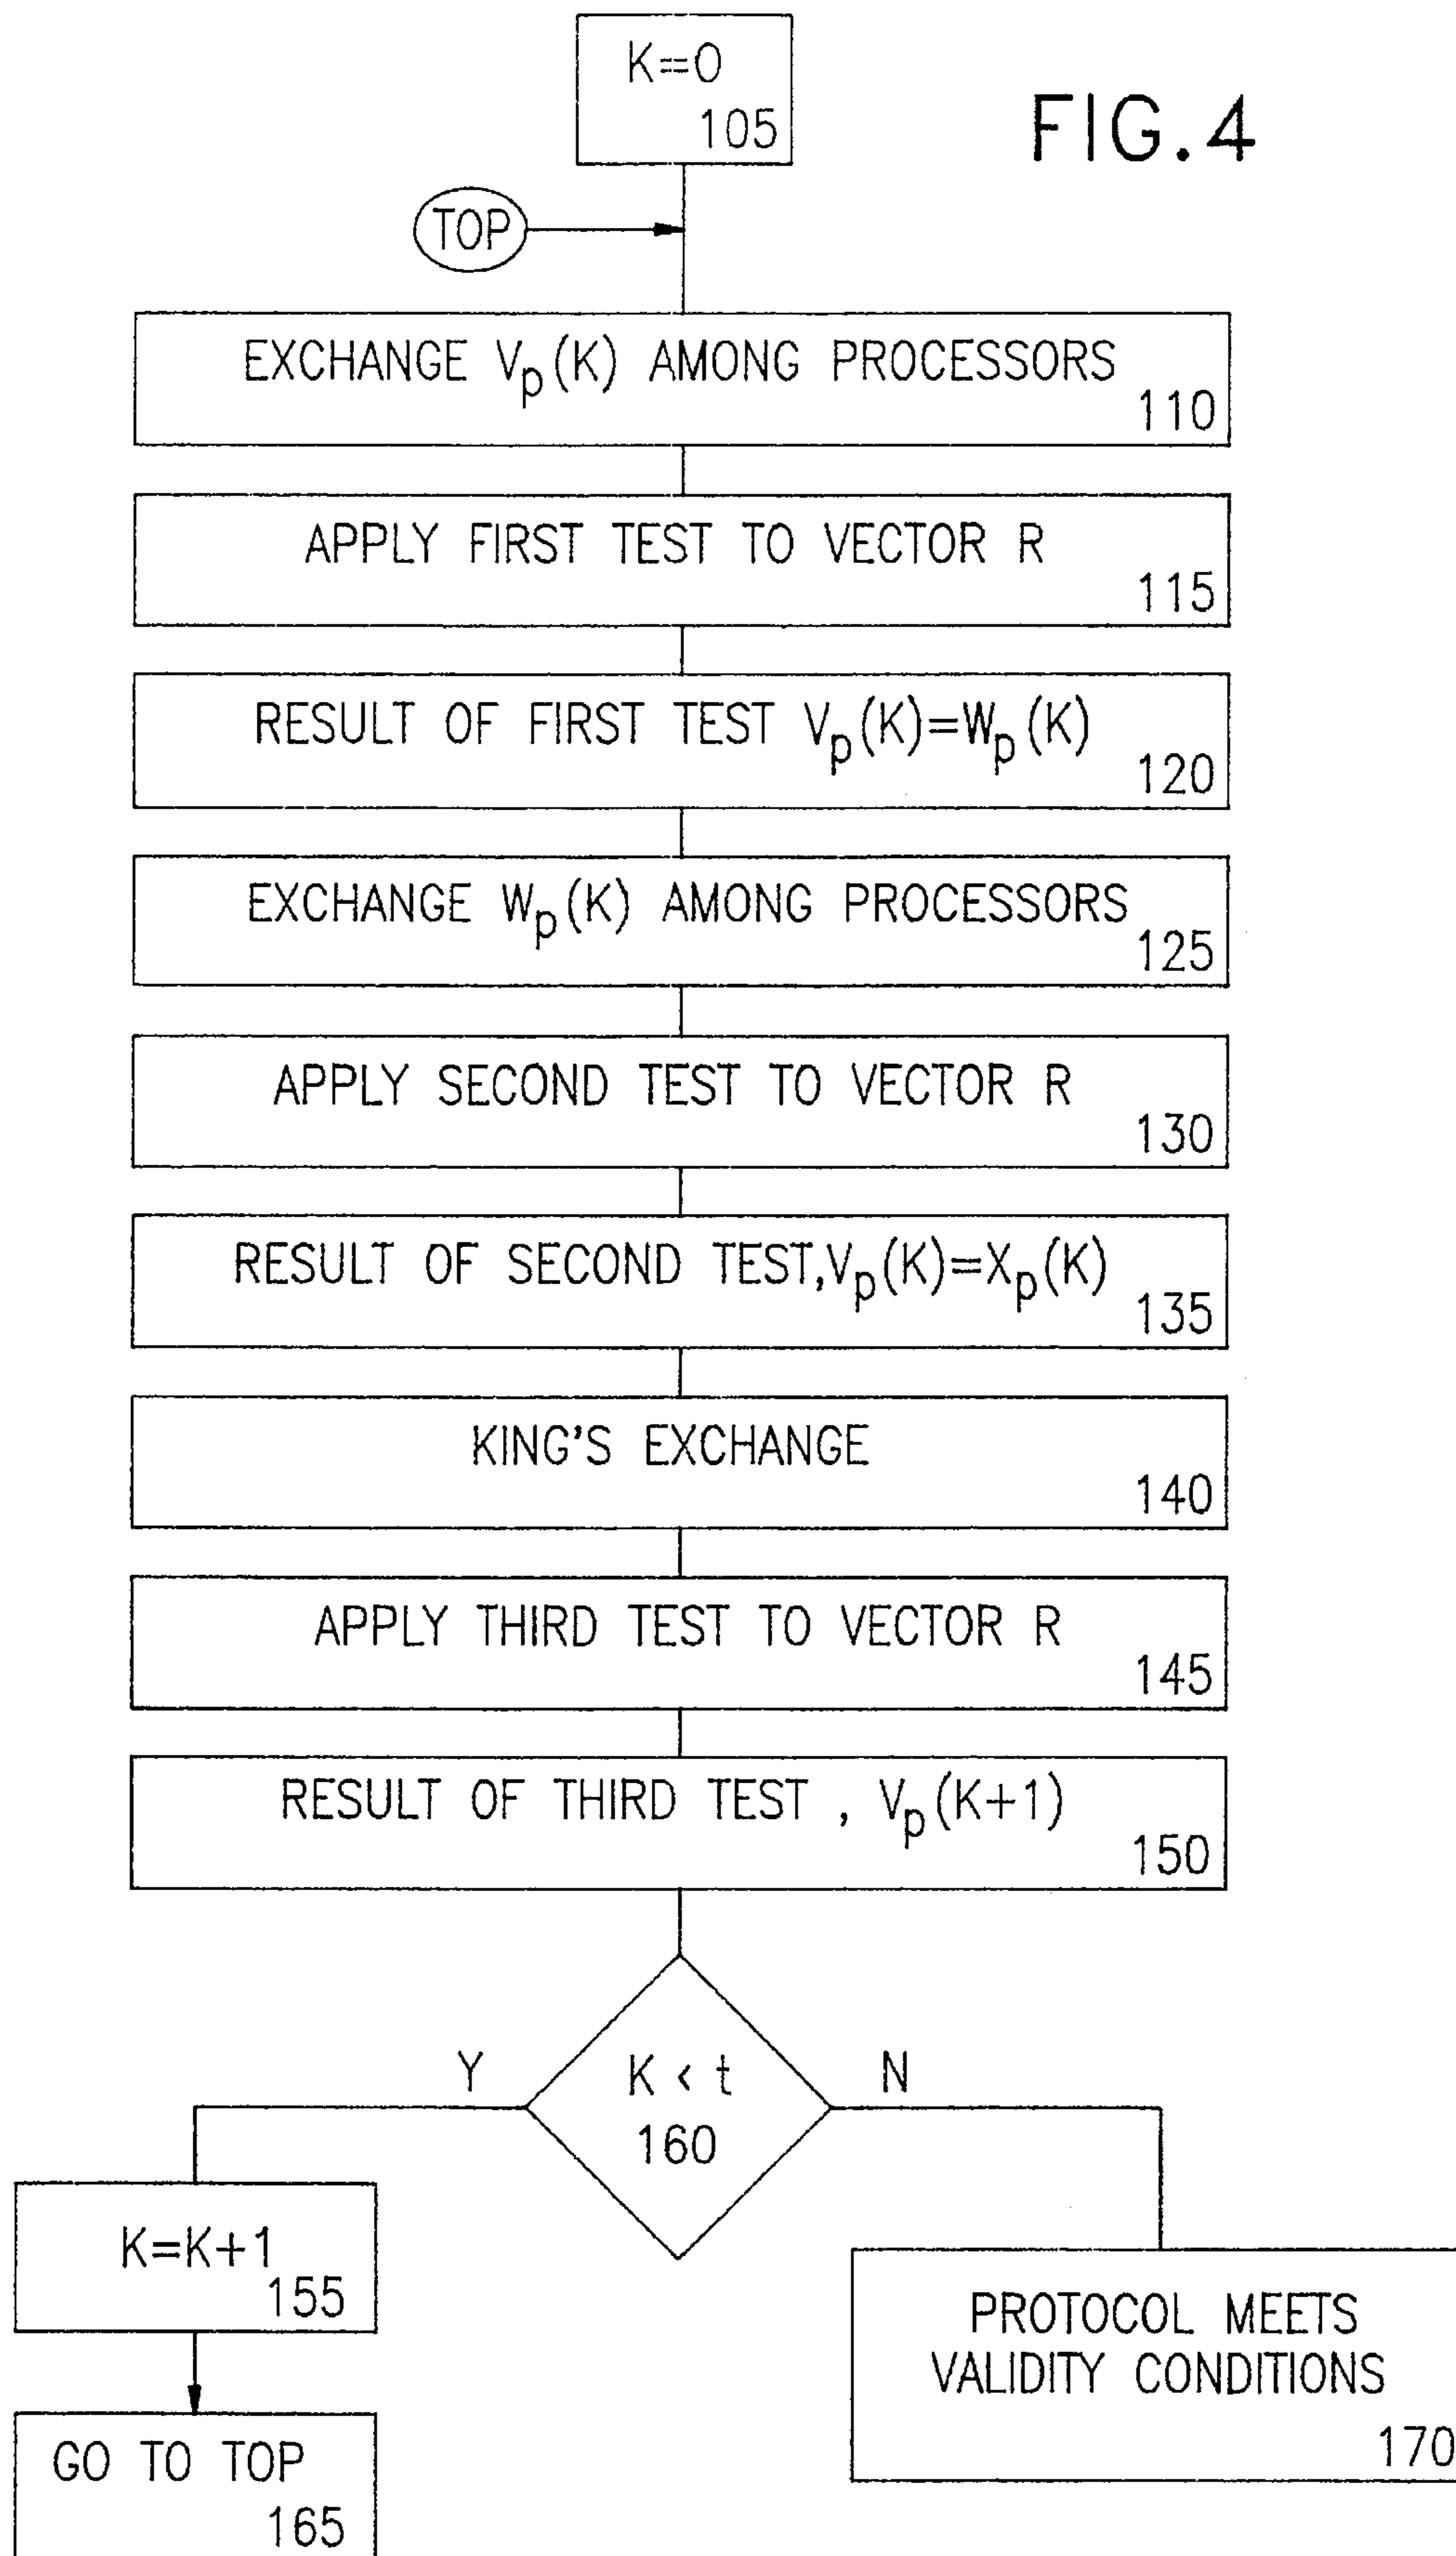 K=0
105
FIG.4
TOP
EXCHANGE Vp(K) AMONG PROCESSORS
110
APPLY FIRST TEST TO VECTOR R
115
RESULT OF FIRST TEST Vp(K)=Wp(K)
120
EXCHANGE Wp(K) AMONG PROCESSORS
125
APPLY SECOND TEST TO VECTOR R
130
RESULT OF SECOND TEST,Vp(K)=Xp(K)
135
KING'S EXCHANGE
140
APPLY THIRD TEST TO VECTOR R
145
RESULT OF THIRD TEST , Vp(K+1)
150
Y
K < t
N
160
K=K+1
155
PROTOCOL MEETS
VALIDITY CONDITIONS
170
GO TO TOP
165